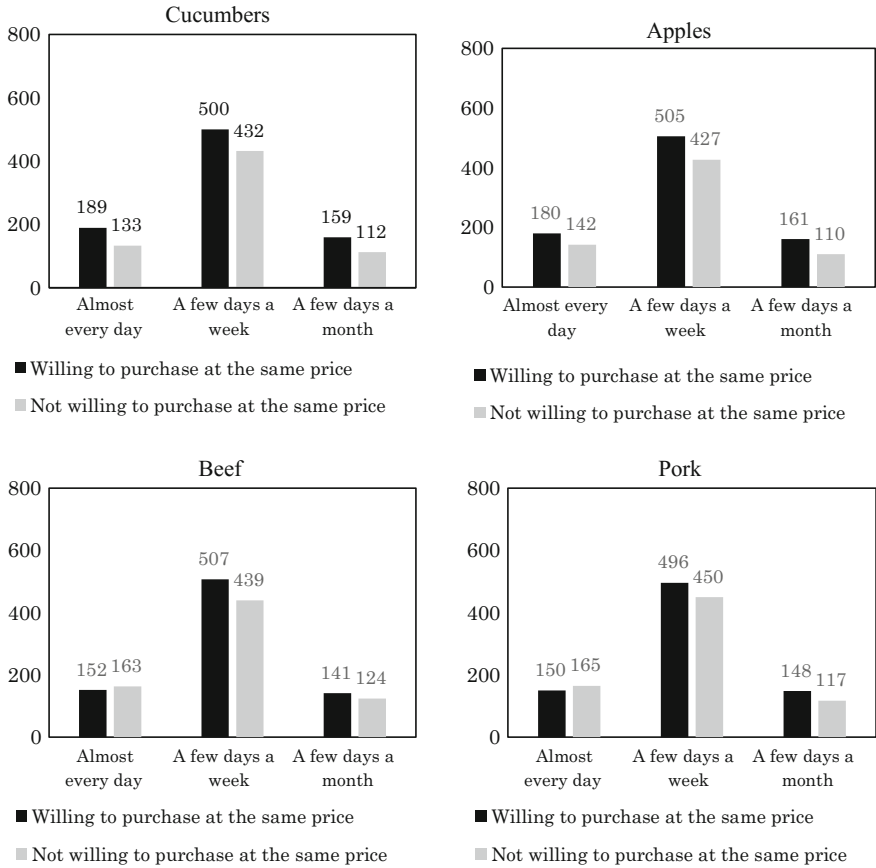 Cucumbers
800
600
400
200
0
189
133
500
432
159
112
Almost
every day
A few days a
week
A few days a
month
Willing to purchase at the same price
Not willing to purchase at the same price
Apples
800
600
400
200
0
180
142
505
427
161
110
Almost every
day
A few days a
week
A few days a
month
Willing to purchase at the same price
Not willing to purchase at the same price
Beef
800
600
400
200
0
152
163
507
439
141
124
Almost
every day
A few days a
week
A few days a
month
Willing to purchase at the same price
Not willing to purchase at the same price
Pork
800
600
400
200
0
150
165
496
450
148
117
Almost
every day
A few days a
week
A few days a
month
Willing to purchase at the same price
Not willing to purchase at the same price